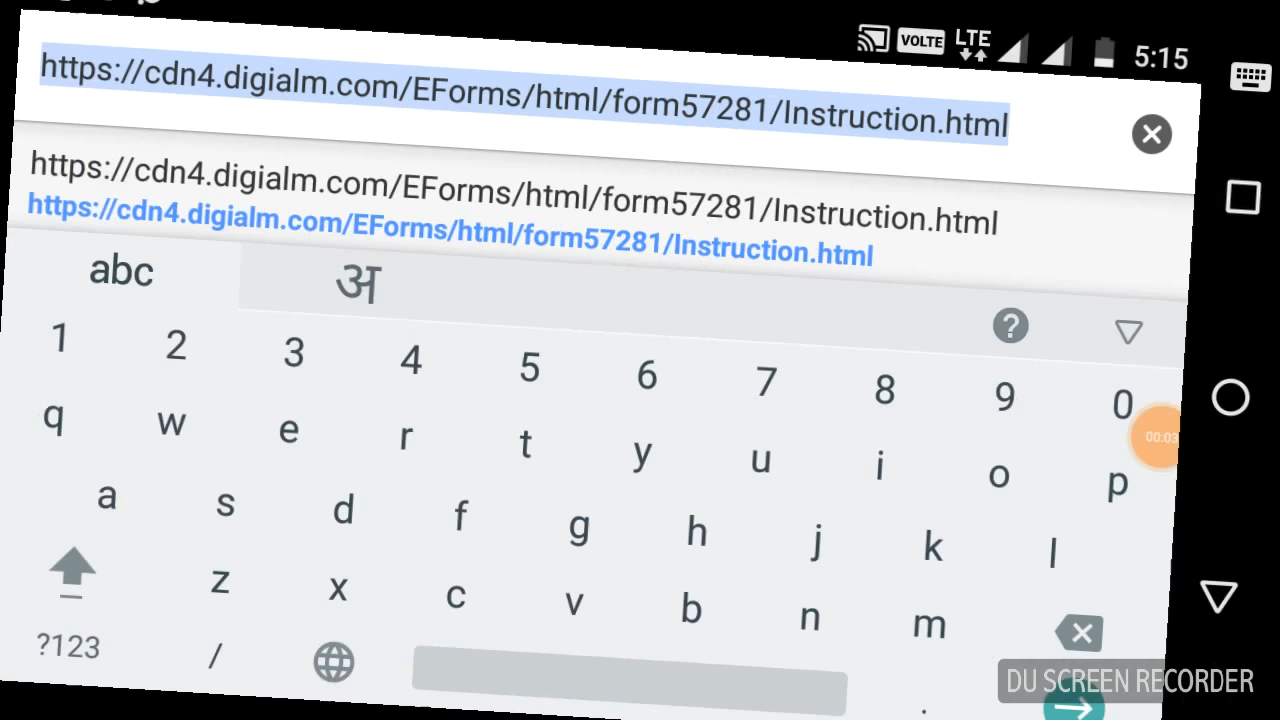 VOLTE LTE 5:15
https://cdn4.digialm.com/EForms/html/form57281/Instruction.html
https://cdn4.digialm.com/EForms/html/form57281/Instruction.html
https://cdn4.digialm.com/EForms/html/form57281/Instruction.html
abc अ ?
1 2 3 4 5 6 7 8 9 0
00:03
q w e r t y u i o p
a s d f g h j k l
z x c v b n m
?123 / .
DU SCREEN RECORDER